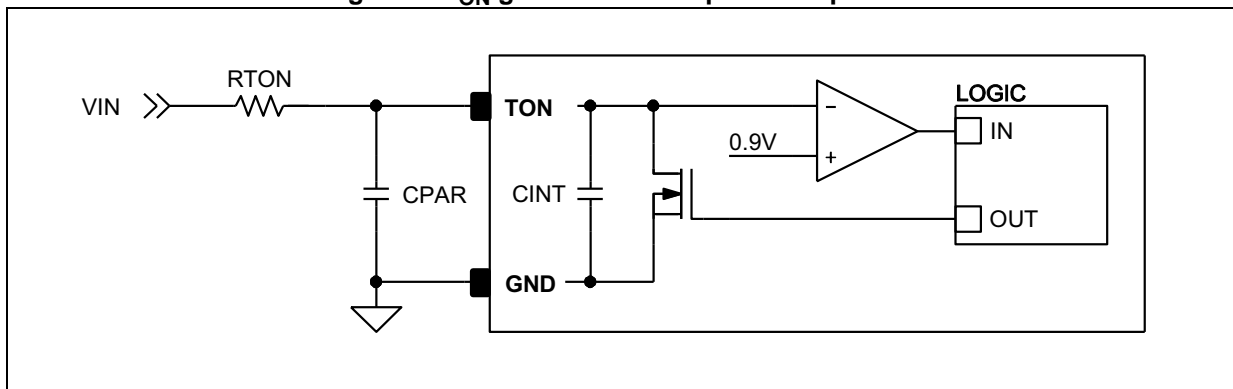 RTON
VIN
TON
LOGIC
IN
0.9V
−
+
CPAR
CINT
OUT
GND